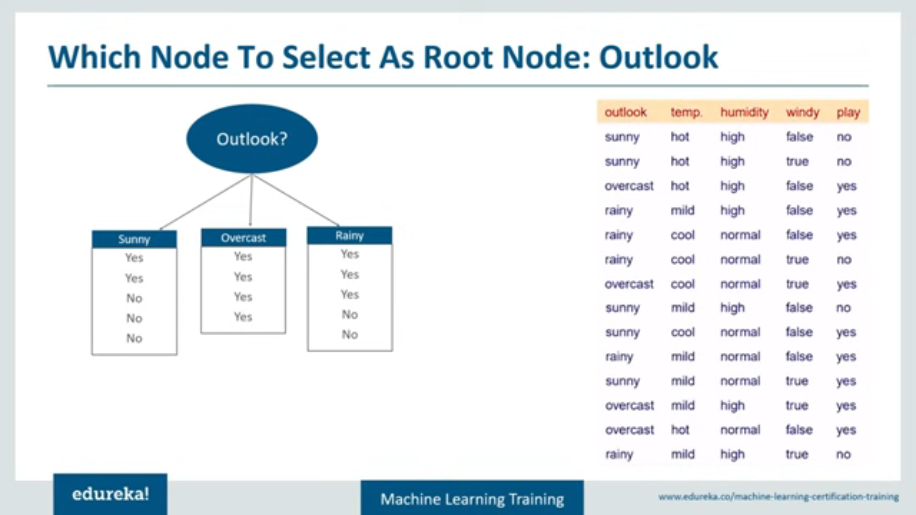 Which Node To Select As Root Node: Outlook
Outlook?
Sunny
Yes
Yes
No
No
No
Overcast
Yes
Yes
Yes
Yes
Rainy
Yes
Yes
Yes
No
No
outlook temp. humidity windy play
sunny hot high false no
sunny hot high true no
overcast hot high false yes
rainy mild high false yes
rainy cool normal false yes
rainy cool normal true no
overcast cool normal true yes
sunny mild high false no
sunny cool normal false yes
rainy mild normal false yes
sunny mild normal true yes
overcast mild high true yes
overcast hot normal false yes
rainy mild high true no
edureka!
Machine Learning Training
www.edureka.co/machine-learning-certification-training